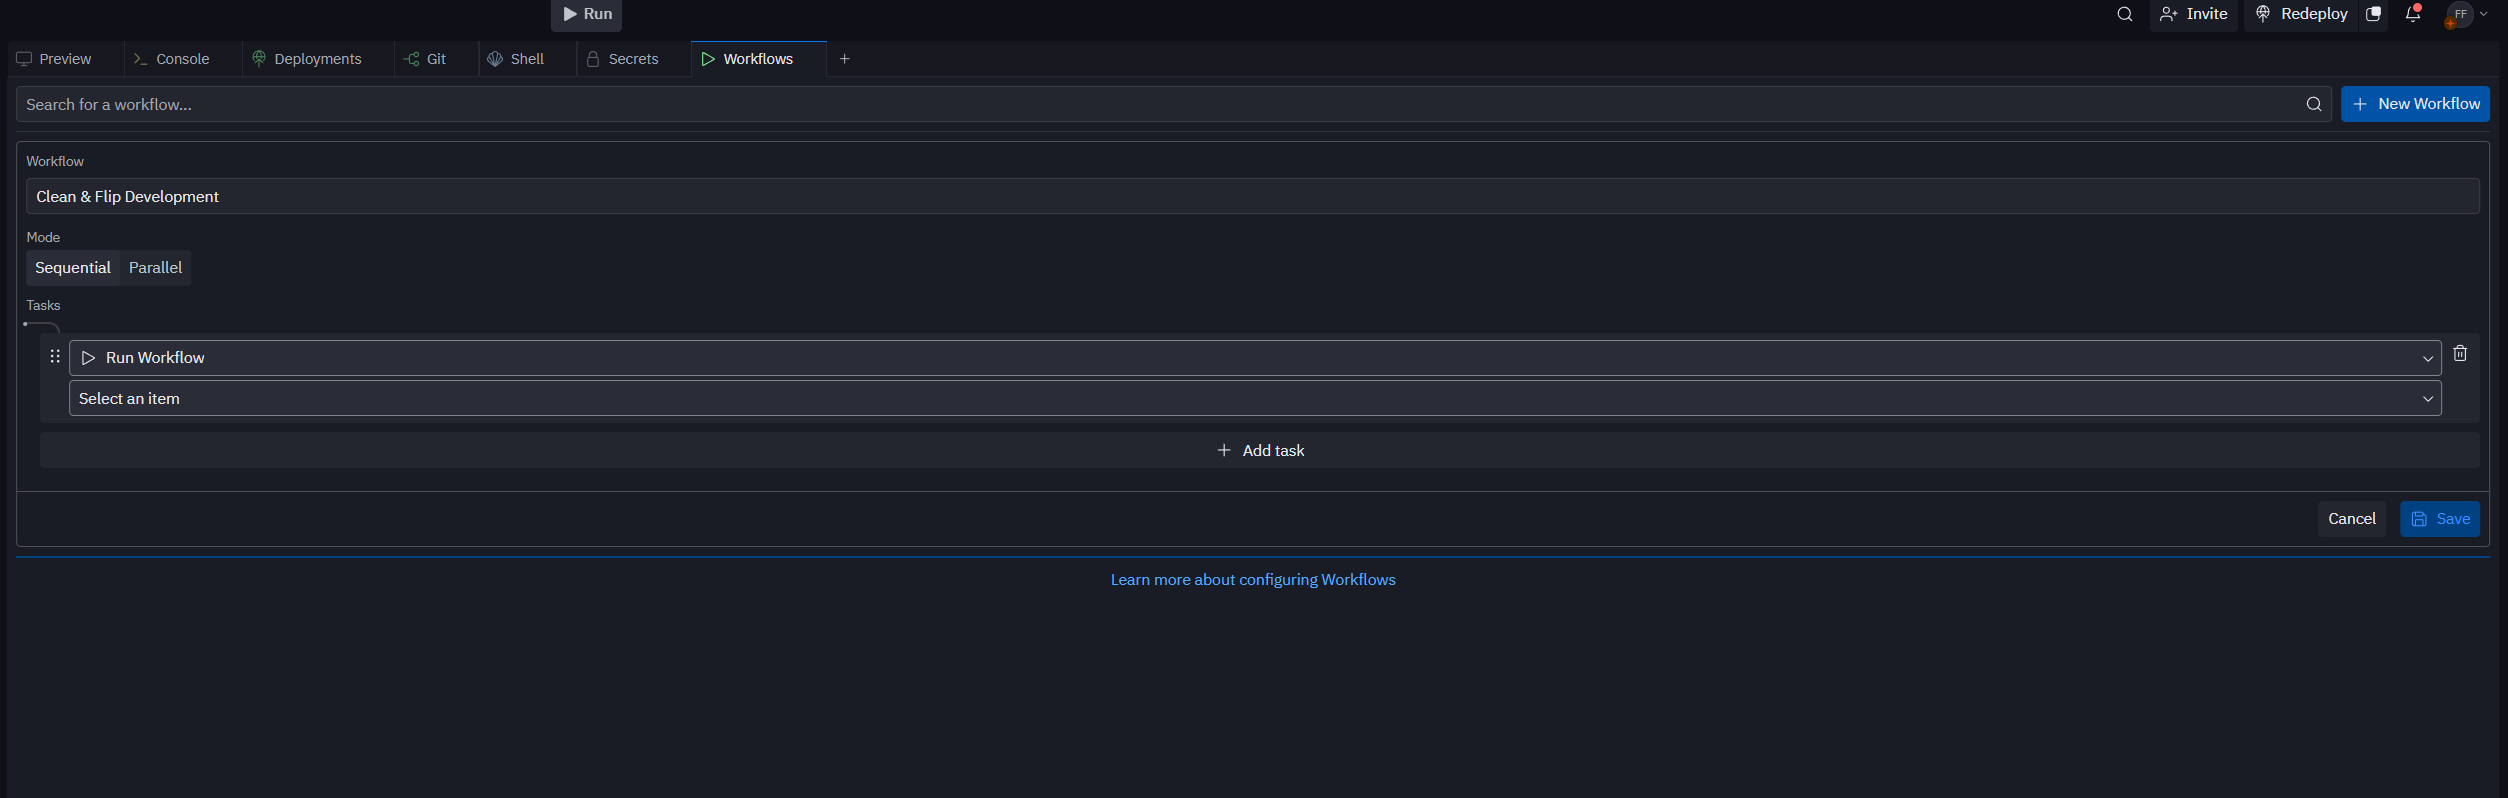 Run
Invite
Redeploy
FF
Preview
Console
Deployments
Git
Shell
Secrets
Workflows
Search for a workflow...
New Workflow
Workflow
Clean & Flip Development
Mode
Sequential Parallel
Tasks
Run Workflow
Select an item
Add task
Cancel
Save
Learn more about configuring Workflows